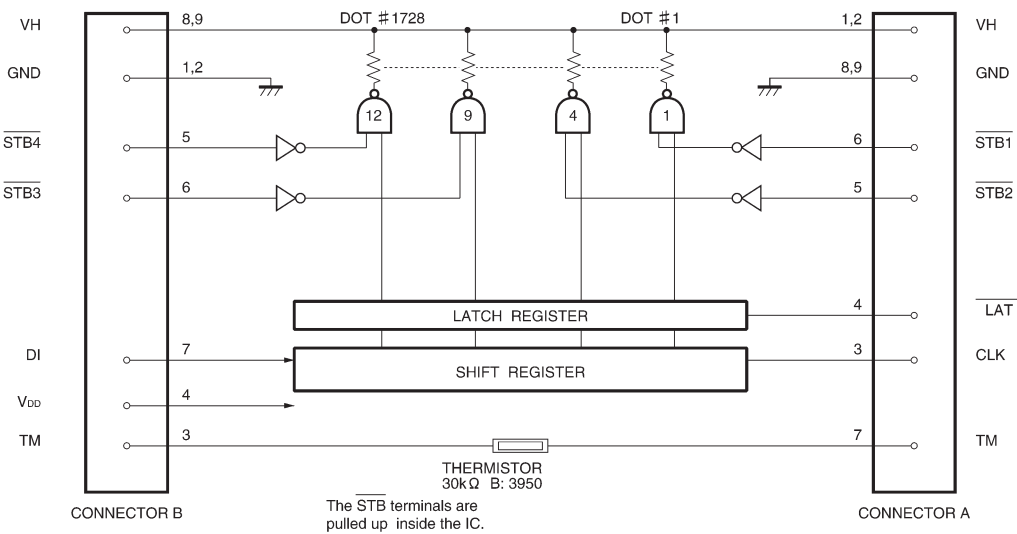 DOT #1728
DOT #1
VH 8,9
1,2 VH
GND 1,2
8,9 GND
12
9
4
1
STB4 5
6 STB1
STB3 6
5 STB2
LATCH REGISTER
4 LAT
DI 7
SHIFT REGISTER
3 CLK
VDD 4
TM 3
7 TM
THERMISTOR
30kΩ B: 3950
The STB terminals are
pulled up inside the IC.
CONNECTOR B
CONNECTOR A